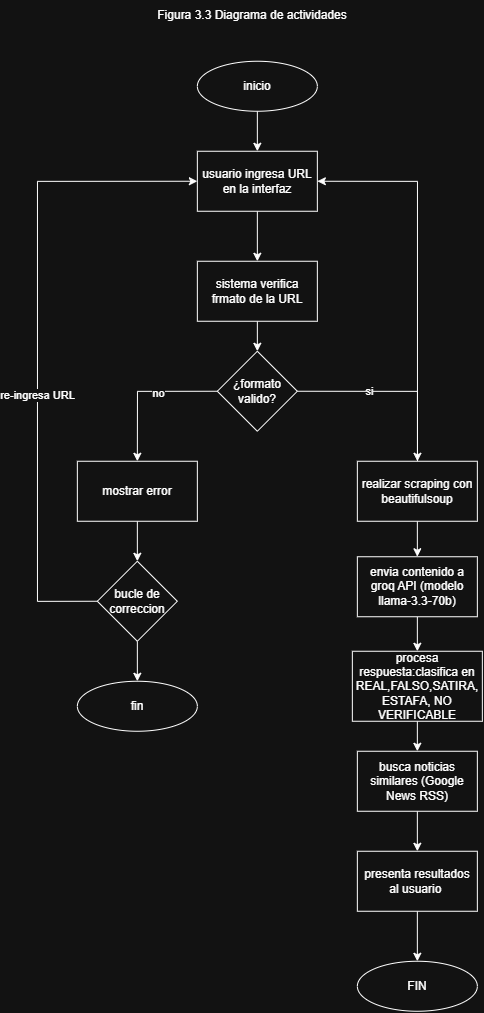 Figura 3.3 Diagrama de actividades
inicio
usuario ingresa URL
en la interfaz
sistema verifica
frmato de la URL
¿formato
valido?
no
si
re-ingresa URL
mostrar error
realizar scraping con
beautifulsoup
bucle de
correccion
envia contenido a
groq API (modelo
llama-3.3-70b)
fin
procesa
respuesta:clasifica en
REAL,FALSO,SATIRA,
ESTAFA, NO
VERIFICABLE
busca noticias
similares (Google
News RSS)
presenta resultados
al usuario
FIN